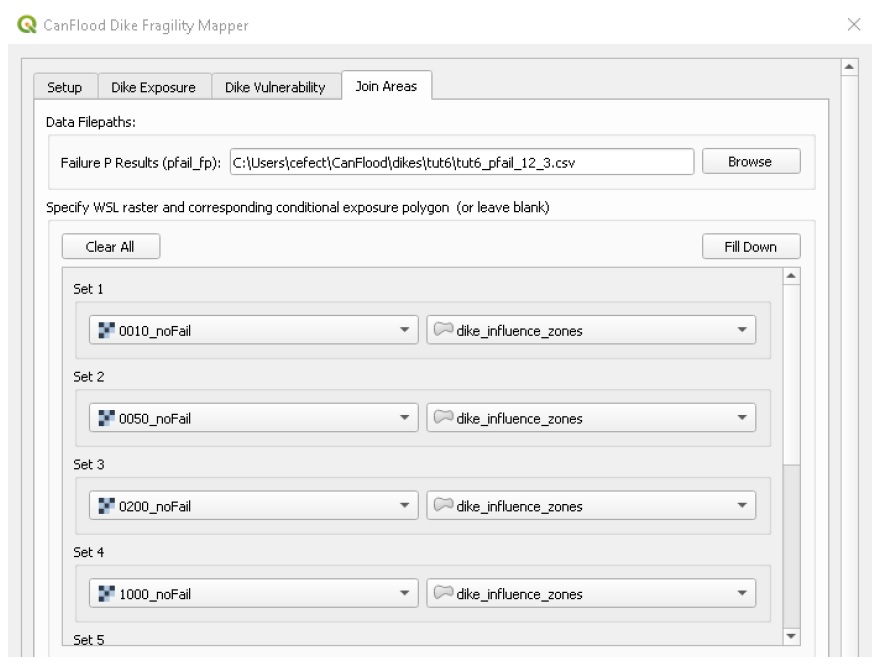 CanFlood Dike Fragility Mapper
Setup Dike Exposure Dike Vulnerability Join Areas
Data Filepaths:
Failure P Results (pfail_fp): C:\Users\cefect\CanFlood\dikes\tut6\tut6_pfail_12_3.csv Browse
Specify WSL raster and corresponding conditional exposure polygon (or leave blank)
Clear All Fill Down
Set 1
0010_noFail dike_influence_zones
Set 2
0050_noFail dike_influence_zones
Set 3
0200_noFail dike_influence_zones
Set 4
1000_noFail dike_influence_zones
Set 5